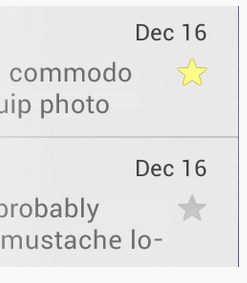 Dec 16
commodo
uip photo
Dec 16
probably
mustache lo-